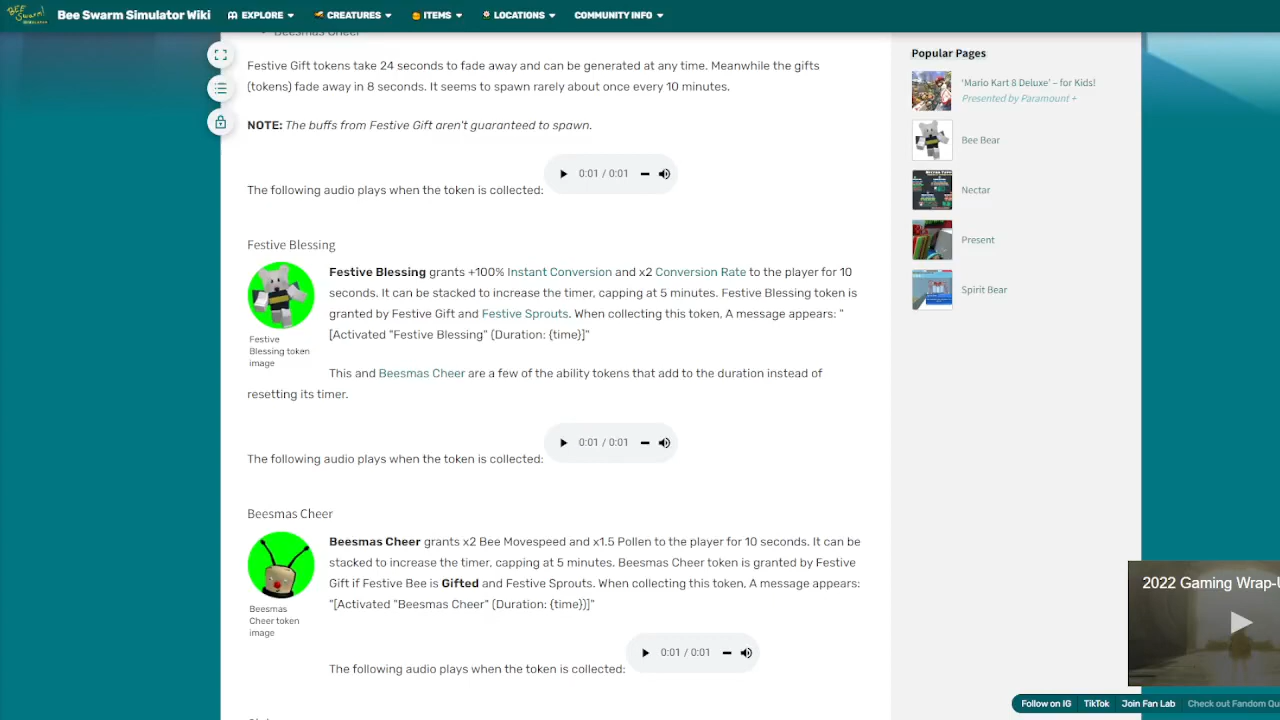 Bee Swarm Simulator Wiki
EXPLORE
CREATURES
ITEMS
LOCATIONS
COMMUNITY INFO
Beesmas Cheer
Festive Gift tokens take 24 seconds to fade away and can be generated at any time. Meanwhile the gifts
(tokens) fade away in 8 seconds. It seems to spawn rarely about once every 10 minutes.
NOTE: The buffs from Festive Gift aren't guaranteed to spawn.
The following audio plays when the token is collected:
0:01 / 0:01
Festive Blessing
Festive
Blessing token
image
Festive Blessing grants +100% Instant Conversion and x2 Conversion Rate to the player for 10
seconds. It can be stacked to increase the timer, capping at 5 minutes. Festive Blessing token is
granted by Festive Gift and Festive Sprouts. When collecting this token, A message appears: "
[Activated "Festive Blessing" (Duration: {time}]"
This and Beesmas Cheer are a few of the ability tokens that add to the duration instead of
resetting its timer.
The following audio plays when the token is collected:
0:01 / 0:01
Beesmas Cheer
Beesmas
Cheer token
image
Beesmas Cheer grants x2 Bee Movespeed and x1.5 Pollen to the player for 10 seconds. It can be
stacked to increase the timer, capping at 5 minutes. Beesmas Cheer token is granted by Festive
Gift if Festive Bee is Gifted and Festive Sprouts. When collecting this token, A message appears:
"[Activated "Beesmas Cheer" (Duration: {time})]"
The following audio plays when the token is collected:
0:01 / 0:01
Popular Pages
'Mario Kart 8 Deluxe' – for Kids!
Presented by Paramount +
Bee Bear
Nectar
Present
Spirit Bear
2022 Gaming Wrap-U
Follow on IG
TikTok
Join Fan Lab
Check out Fandom Qu